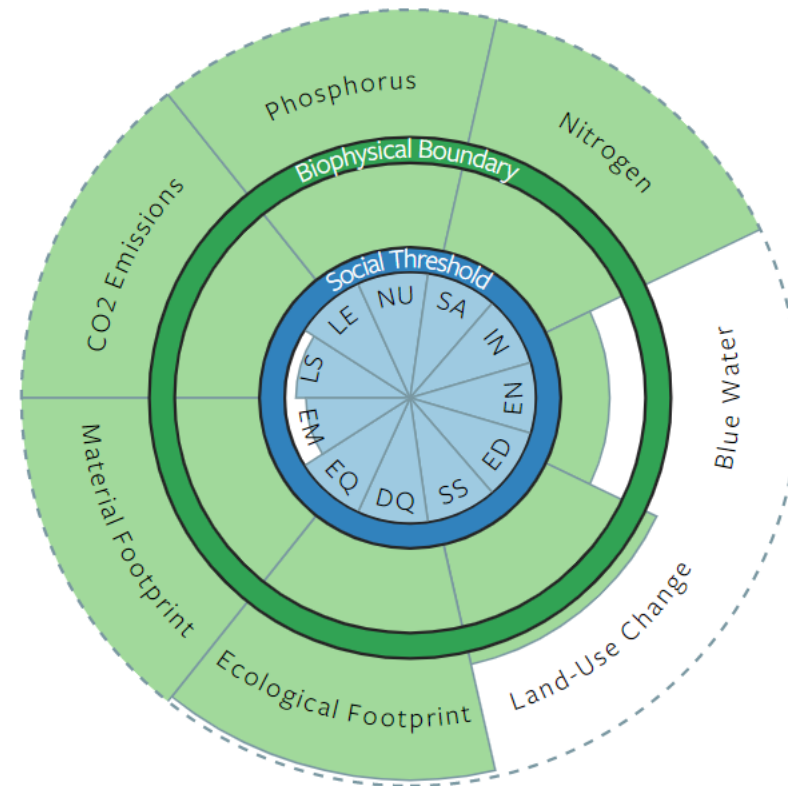 Phosphorus
Nitrogen
Biophysical Boundary
CO2 Emissions
Social Threshold
NU
SA
LE
IN
LS
EN
EM
ED
EQ
DQ
SS
Blue Water
Material Footprint
Land-Use Change
Ecological Footprint